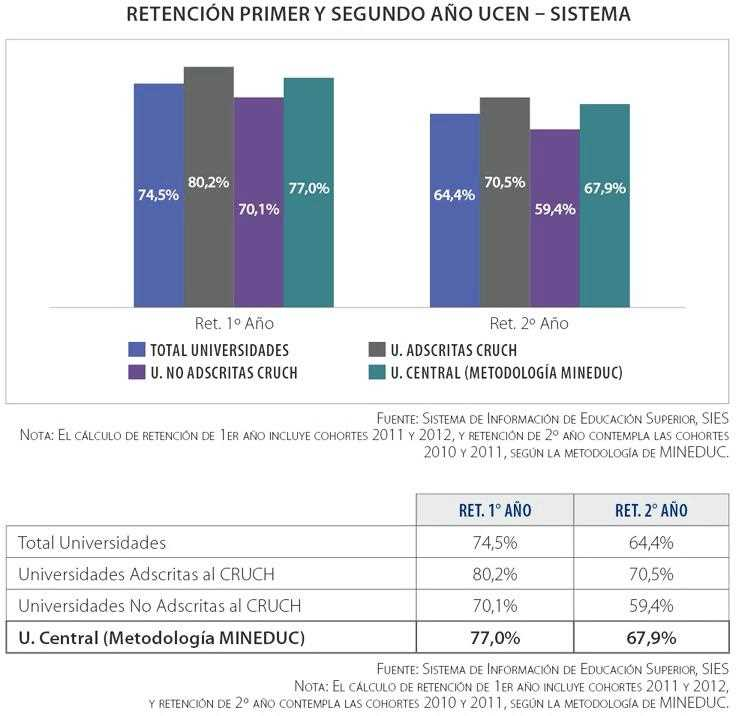 RETENCIÓN PRIMER Y SEGUNDO AÑO UCEN – SISTEMA
74,5%
80,2%
70,1%
77,0%
64,4%
70,5%
59,4%
67,9%
Ret. 1º Año
Ret. 2º Año
TOTAL UNIVERSIDADES
U. ADSCRITAS CRUCH
U. NO ADSCRITAS CRUCH
U. CENTRAL (METODOLOGÍA MINEDUC)
FUENTE: SISTEMA DE INFORMACIÓN DE EDUCACIÓN SUPERIOR, SIES
NOTA: EL CÁLCULO DE RETENCIÓN DE 1ER AÑO INCLUYE COHORTES 2011 Y 2012, Y RETENCIÓN DE 2º AÑO CONTEMPLA LAS COHORTES
2010 Y 2011, SEGÚN LA METODOLOGÍA DE MINEDUC.
RET. 1° AÑO RET. 2° AÑO
Total Universidades 74,5% 64,4%
Universidades Adscritas al CRUCH 80,2% 70,5%
Universidades No Adscritas al CRUCH 70,1% 59,4%
U. Central (Metodología MINEDUC) 77,0% 67,9%
FUENTE: SISTEMA DE INFORMACIÓN DE EDUCACIÓN SUPERIOR, SIES
NOTA: EL CÁLCULO DE RETENCIÓN DE 1ER AÑO INCLUYE COHORTES 2011 Y 2012,
Y RETENCIÓN DE 2º AÑO CONTEMPLA LAS COHORTES 2010 Y 2011, SEGÚN LA METODOLOGÍA DE MINEDUC.